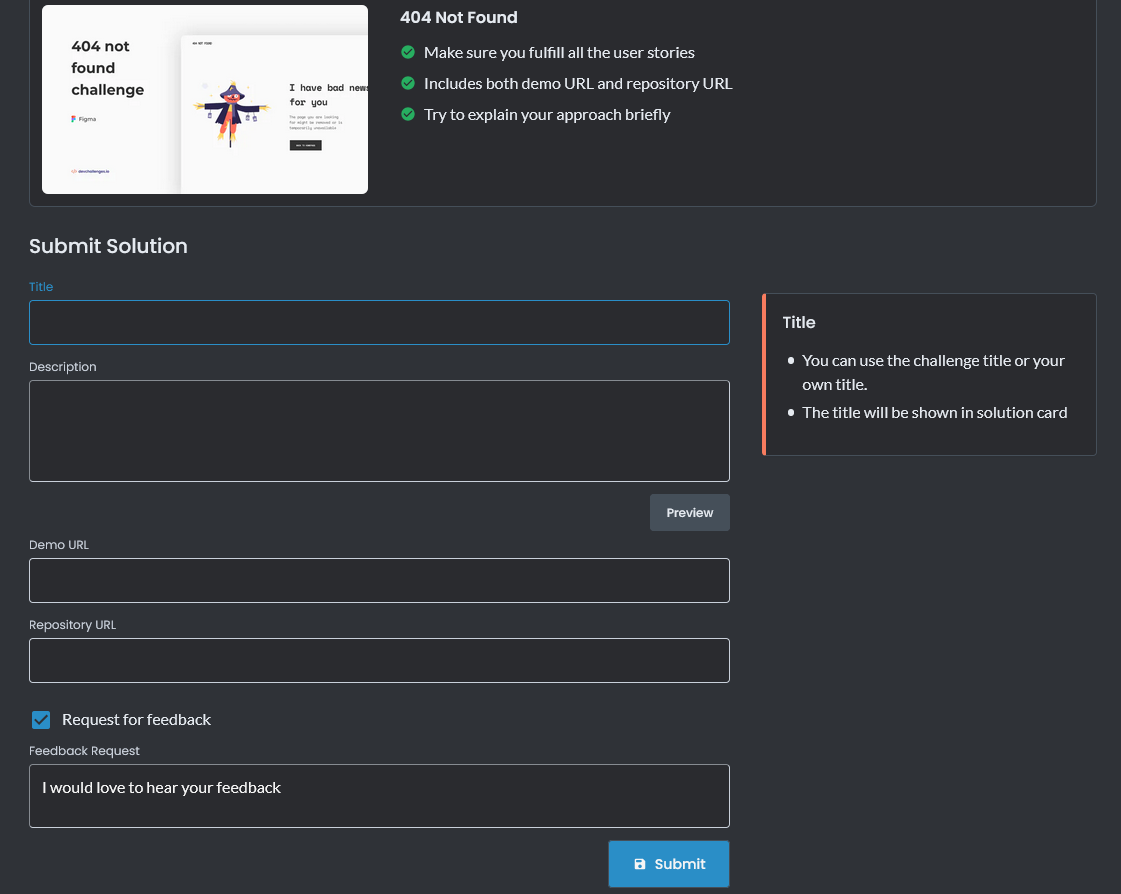 404 not
found
challenge
Figma
devchallenges.io
404 NOT FOUND
I have bad news
for you
The page you are looking
for might be removed or is
temporarily unavailable
BACK TO HOMEPAGE
404 Not Found
Make sure you fulfill all the user stories
Includes both demo URL and repository URL
Try to explain your approach briefly
Submit Solution
Title
Description
Preview
Demo URL
Repository URL
Request for feedback
Feedback Request
I would love to hear your feedback
Submit
Title
You can use the challenge title or your
own title.
The title will be shown in solution card